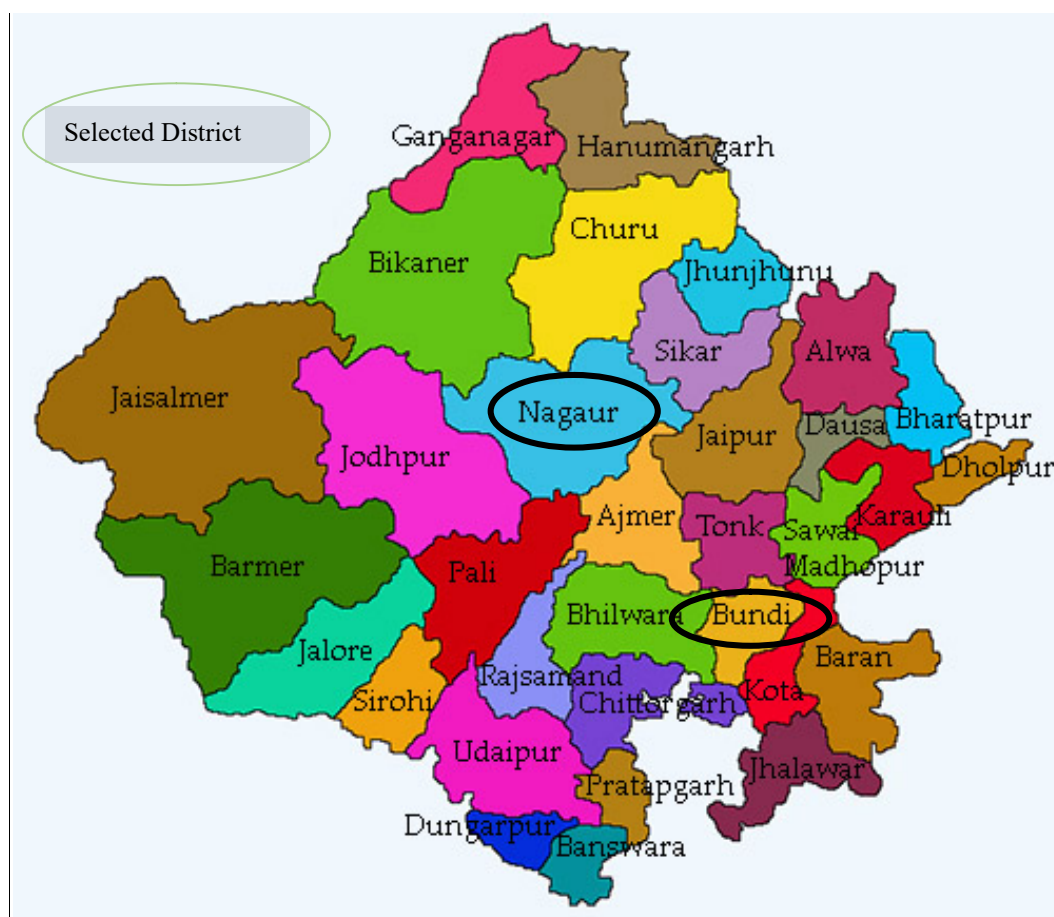 Selected District
Ganganagar
Hanumangarh
Churu
Bikaner
Jhunjhunu
Sikar
Alwa
Jaisalmer
Nagaur
Jaipur
Dausa
Bharatpur
Jodhpur
Dholpur
Ajmer
Tonk
Sawai
Madhopur
Karauli
Barmer
Pali
Bhilwara
Bundi
Jalore
Rajsamand
Baran
Sirohi
Chittorgarh
Kota
Udaipur
Pratapgarh
Jhalawar
Dungarpur
Banswara